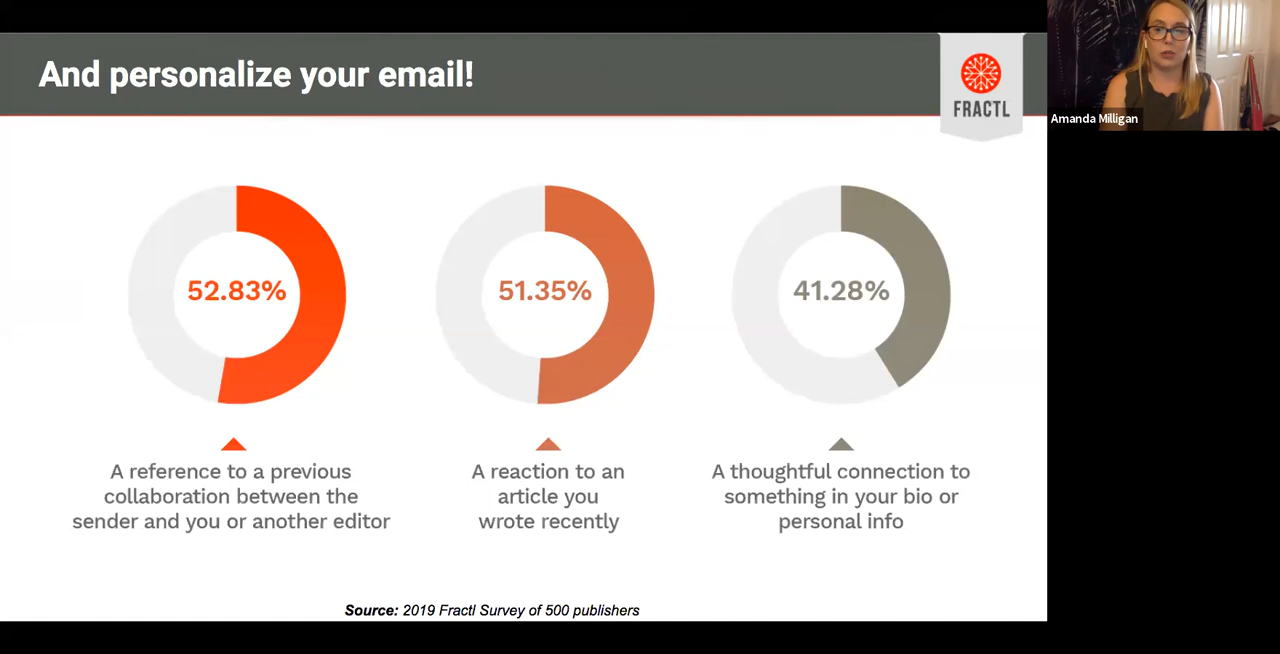 And personalize your email!
FRACTL
Amanda Milligan
52.83%
51.35%
41.28%
A reference to a previous
collaboration between the
sender and you or another editor
A reaction to an
article you
wrote recently
A thoughtful connection to
something in your bio or
personal info
Source: 2019 Fractl Survey of 500 publishers